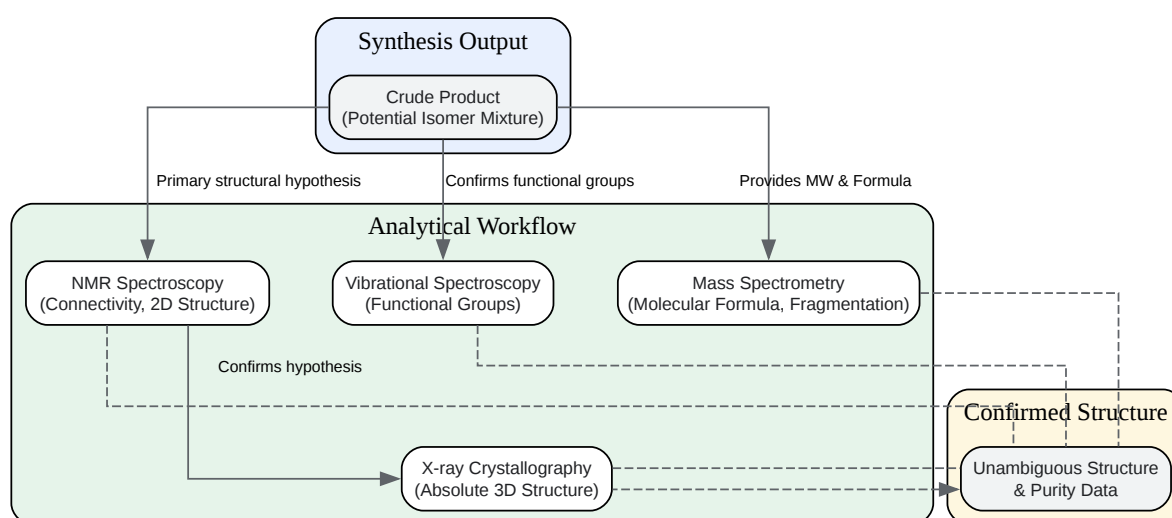 Synthesis Output
Crude Product
(Potential Isomer Mixture)
Primary structural hypothesis
Confirms functional groups
Provides MW & Formula
Analytical Workflow
NMR Spectroscopy
(Connectivity, 2D Structure)
Vibrational Spectroscopy
(Functional Groups)
Mass Spectrometry
(Molecular Formula, Fragmentation)
Confirms hypothesis
Confirmed Structure
X-ray Crystallography
(Absolute 3D Structure)
Unambiguous Structure
& Purity Data